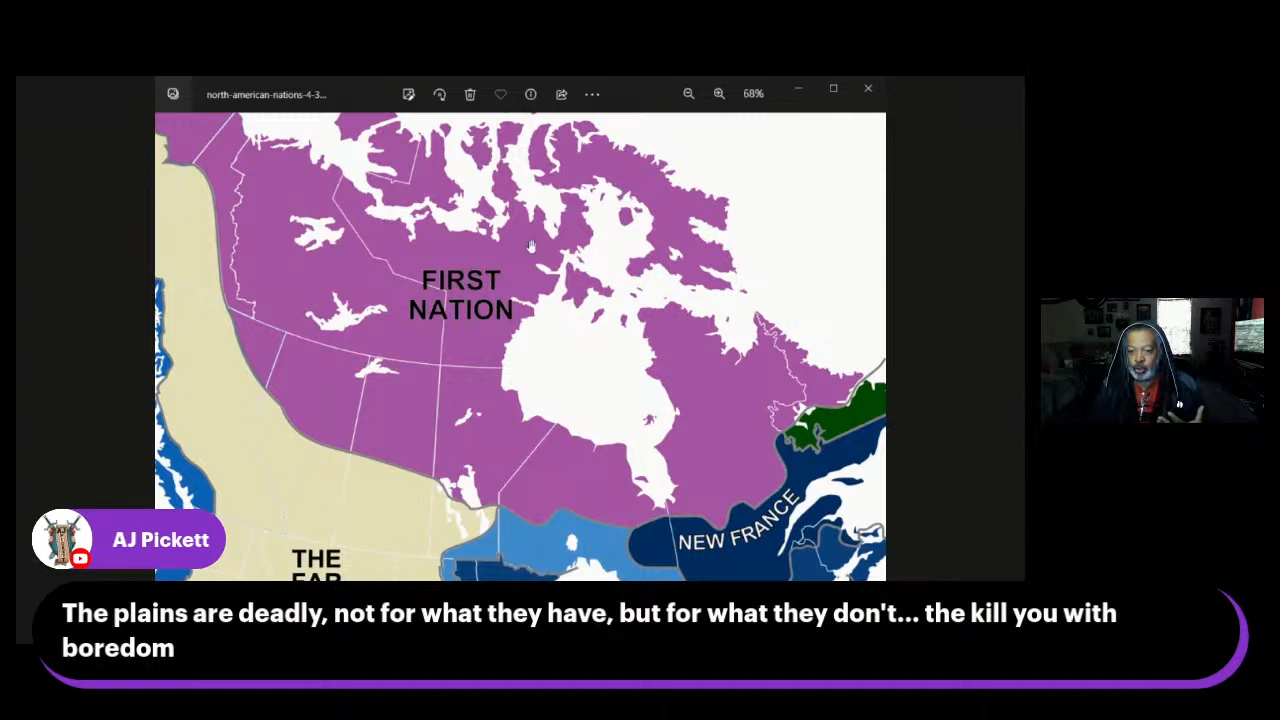 north-american-nations-4-3...
68%
FIRST
NATION
NEW FRANCE
THE
FAR
AJ Pickett
The plains are deadly, not for what they have, but for what they don't... the kill you with
boredom